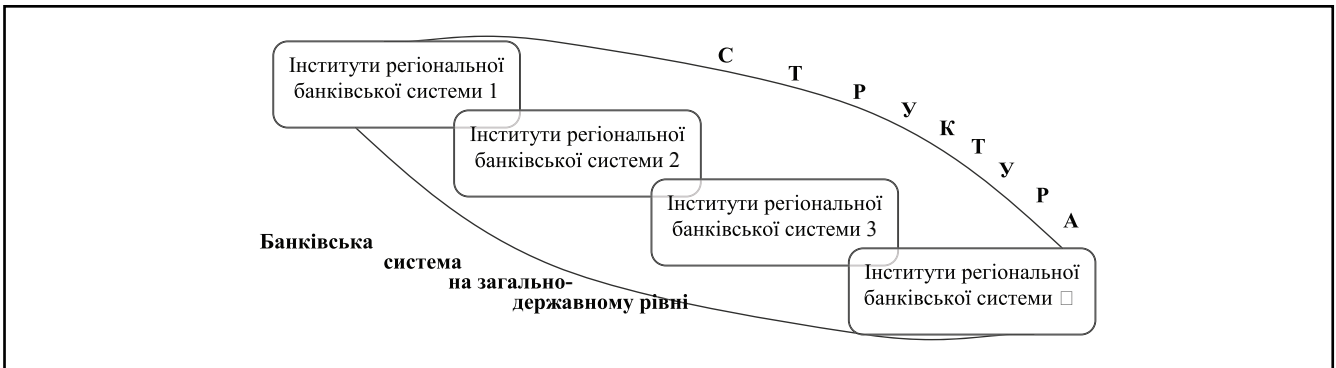 Інститути регіональної
банківської системи 1
СТРУКТУРА
Інститути регіональної
банківської системи 2
Інститути регіональної
банківської системи 3
Банківська
система
на загально-
державному рівні
Інститути регіональної
банківської системи